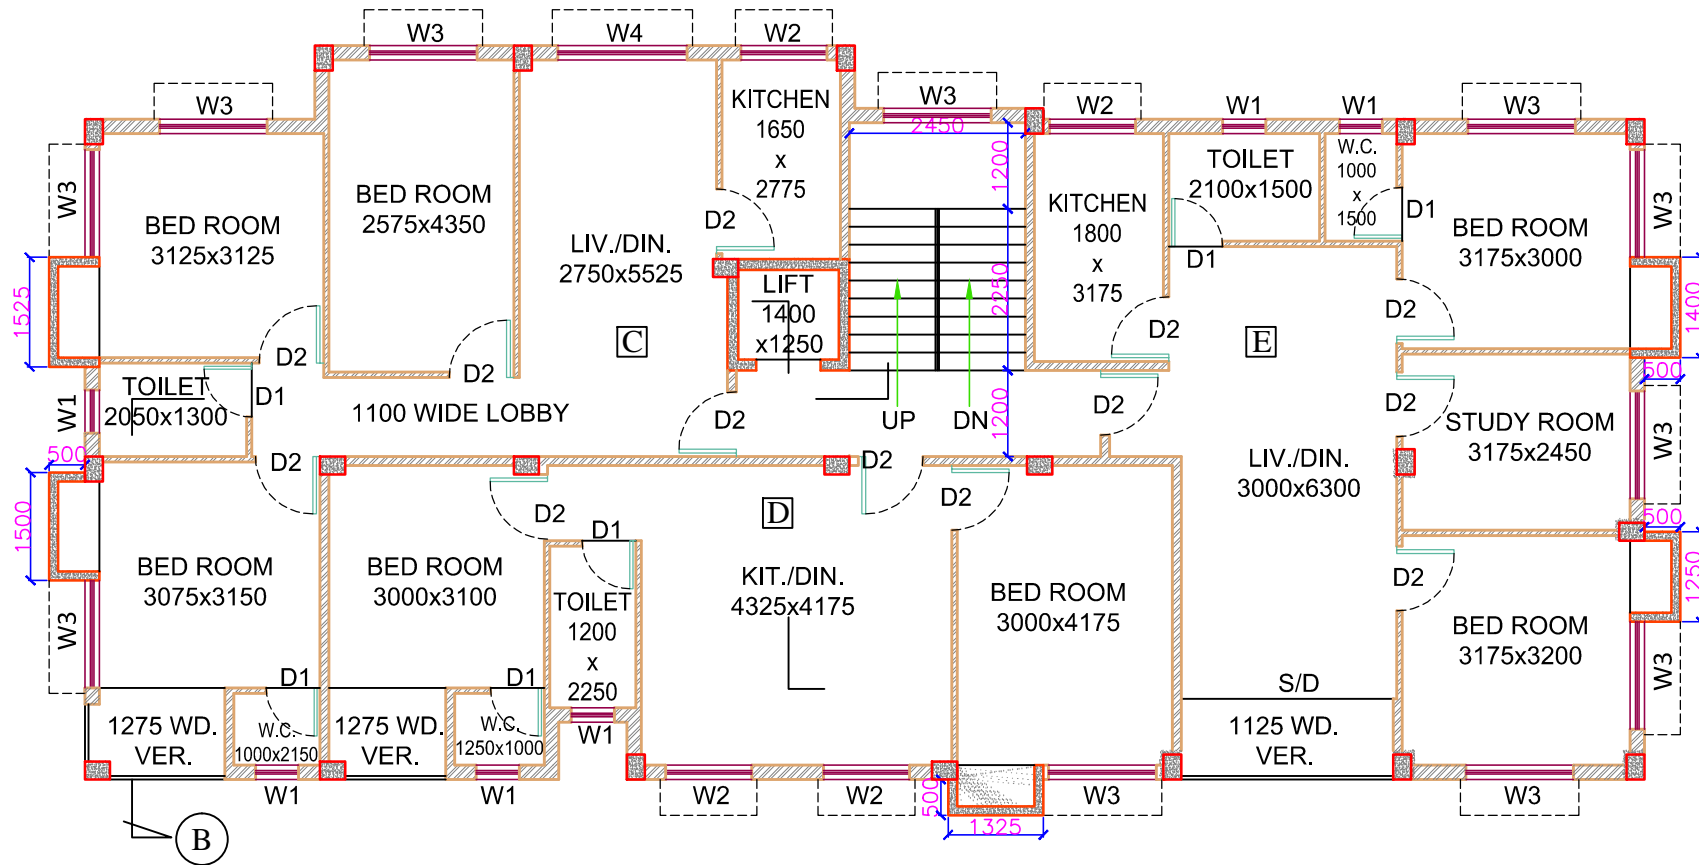 W3
W4
W2
W3
W3
W2
W1
W1
W3
KITCHEN
1650
x
2775
2450
1200
W.C.
1000
x
1500
TOILET
2100x1500
BED ROOM
2575x4350
BED ROOM
3125x3125
W3
KITCHEN
1800
x
3175
D1
BED ROOM
3175x3000
W3
D2
LIV./DIN.
2750x5525
D1
LIFT
1400
x1250
2250
1525
1400
C
E
D2
D2
D2
D2
500
TOILET
2050x1300
D1
W1
1100 WIDE LOBBY
D2
UP
DN
1200
D2
D2
STUDY ROOM
3175x2450
W3
500
D2
D2
LIV./DIN.
3000x6300
1500
D
D2
D2
D1
500
BED ROOM
3075x3150
BED ROOM
3000x3100
KIT./DIN.
4325x4175
BED ROOM
3000x4175
D2
1250
TOILET
1200
x
2250
W3
BED ROOM
3175x3200
W3
D1
D1
S/D
1275 WD.
VER.
W.C.
1000x2150
1275 WD.
VER.
W.C.
1250x1000
W1
1125 WD.
VER.
W1
W1
W2
W2
500
W3
W3
1325
B